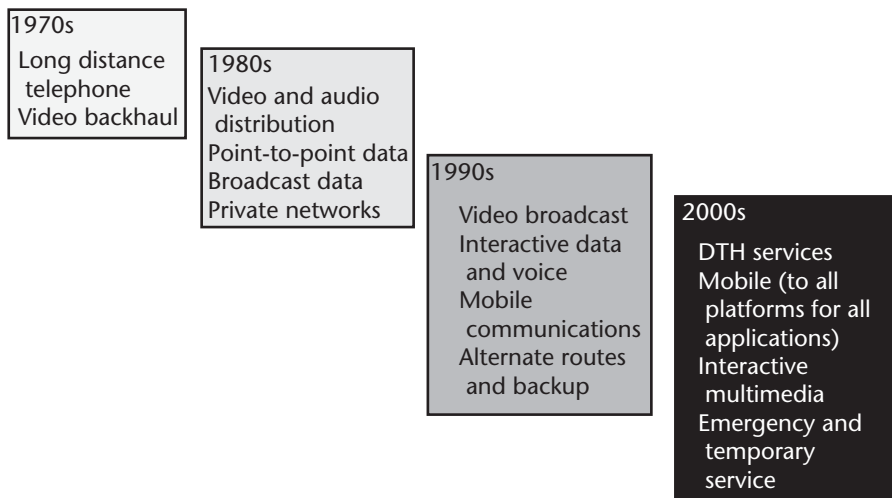 1970s
Long distance
telephone
Video backhaul
1980s
Video and audio
distribution
Point-to-point data
Broadcast data
Private networks
1990s
Video broadcast
Interactive data
and voice
Mobile
communications
Alternate routes
and backup
2000s
DTH services
Mobile (to all
platforms for all
applications)
Interactive
multimedia
Emergency and
temporary
service